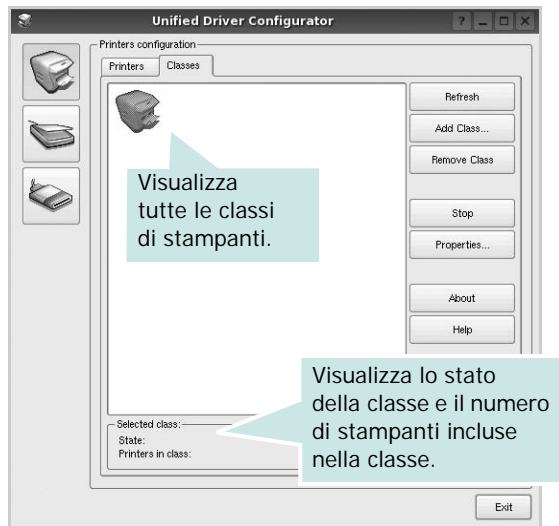 Unified Driver Configurator
Printers configuration
Printers
Classes
Refresh
Add Class...
Remove Class
Visualizza
tutte le classi
di stampanti.
Stop
Properties...
About
Help
Visualizza lo stato
della classe e il numero
di stampanti incluse
nella classe.
Selected class:
State:
Printers in class:
Exit